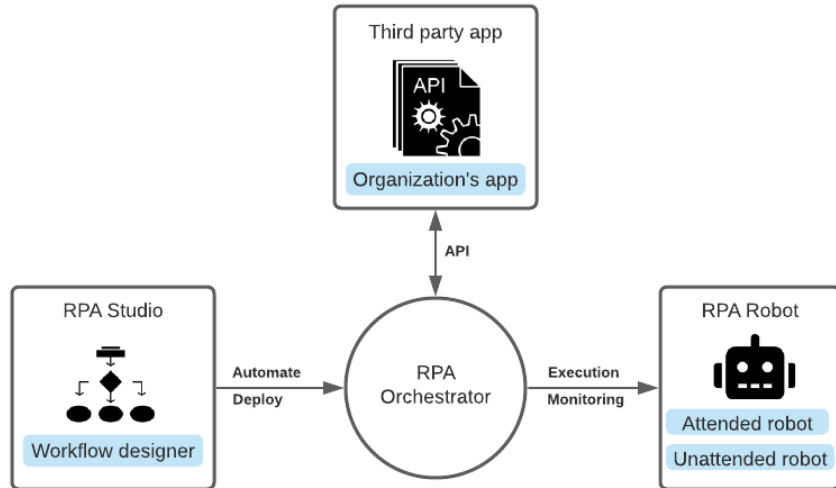 Third party app
API
Organization's app
API
RPA Studio
Workflow designer
Automate
Deploy
RPA
Orchestrator
Execution
Monitoring
RPA Robot
Attended robot
Unattended robot